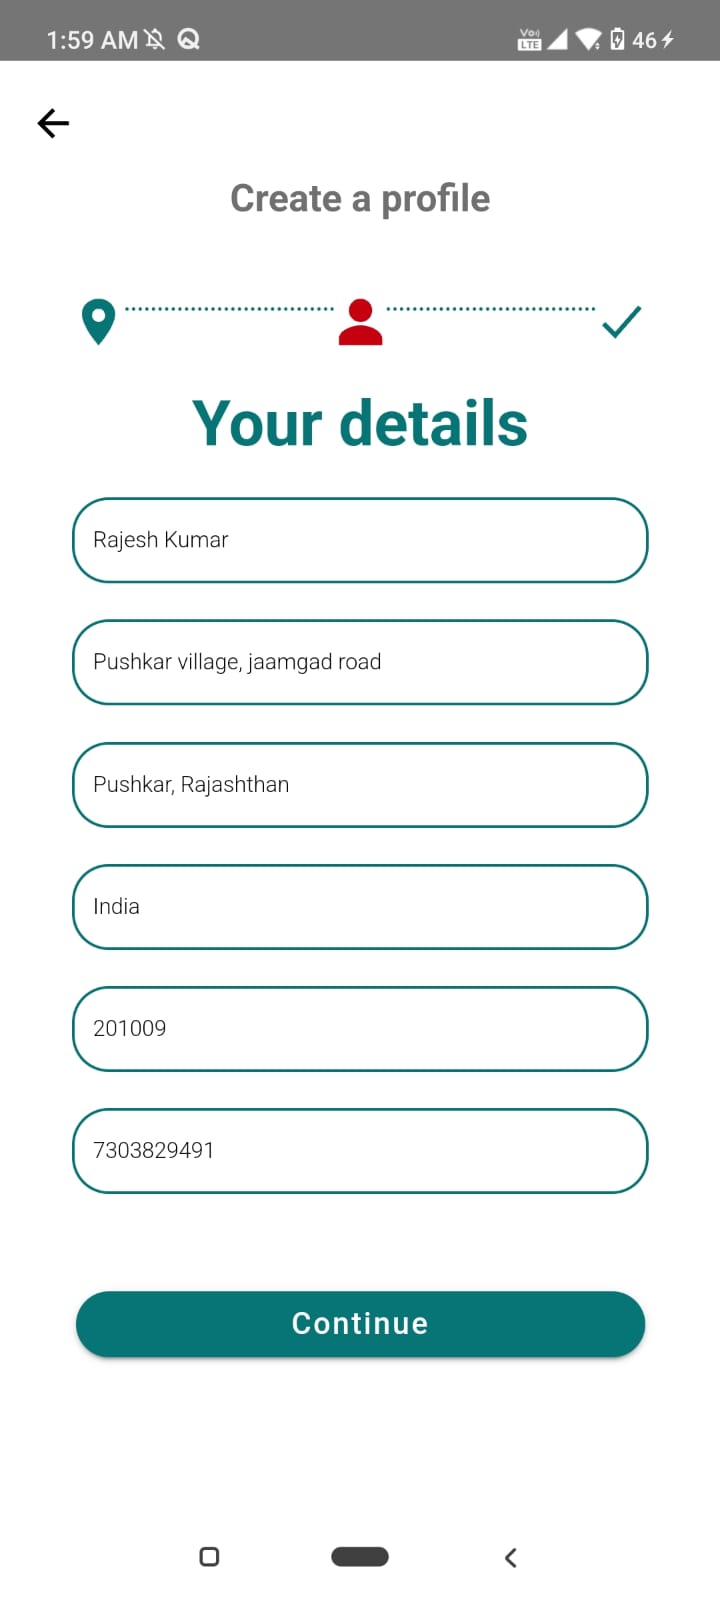 1:59 AM
Vo)) LTE
46
Create a profile
Your details
Rajesh Kumar
Pushkar village, jaamgad road
Pushkar, Rajashthan
India
201009
7303829491
Continue